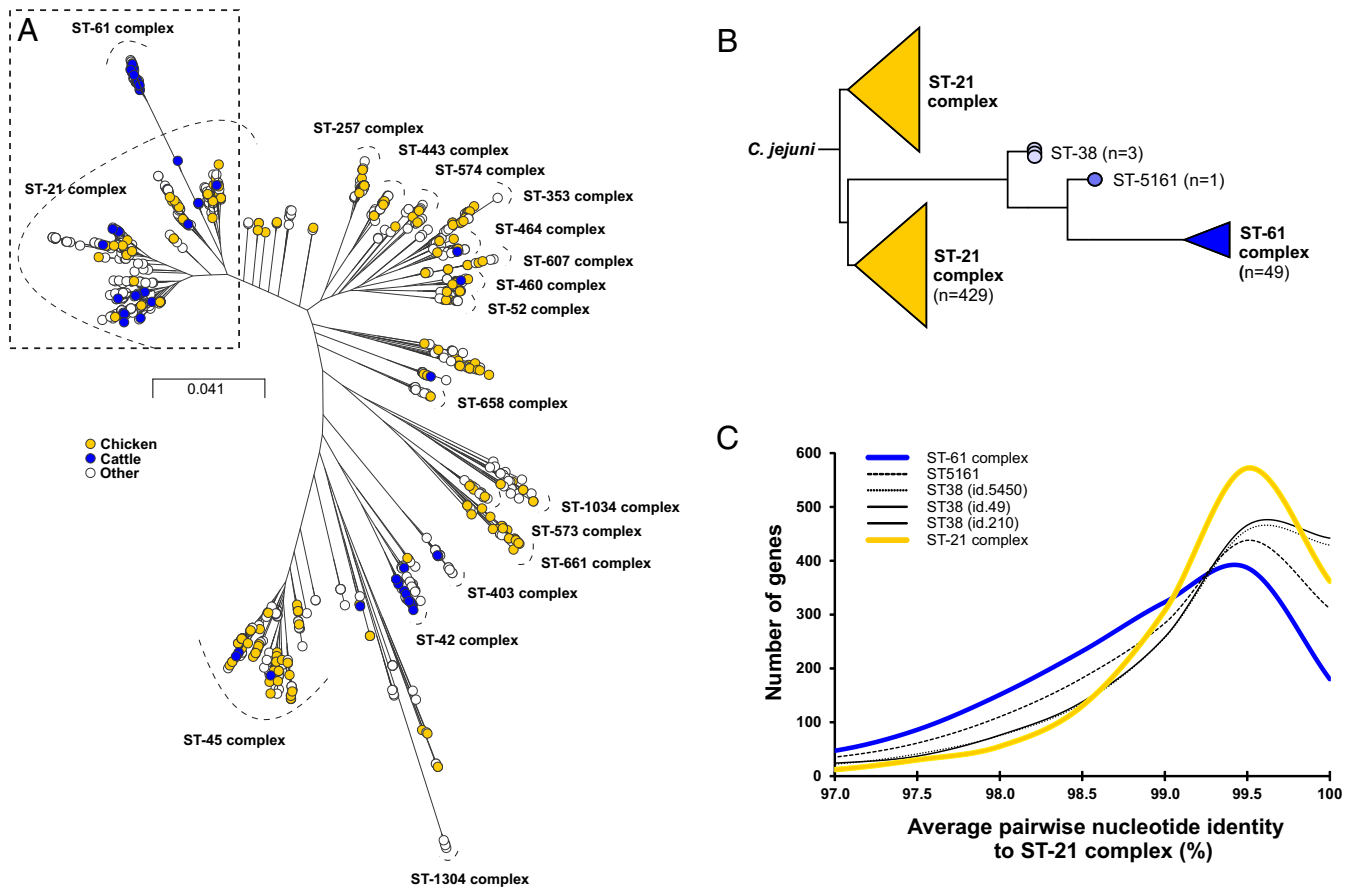 A
ST-61 complex
ST-21 complex
ST-257 complex
ST-443 complex
ST-574 complex
ST-353 complex
ST-464 complex
ST-607 complex
ST-460 complex
ST-52 complex
0.041
ST-658 complex
Chicken
Cattle
Other
ST-1034 complex
ST-573 complex
ST-661 complex
ST-403 complex
ST-42 complex
ST-45 complex
ST-1304 complex
B
ST-21
complex
C. jejuni
ST-38 (n=3)
ST-5161 (n=1)
ST-61
complex
(n=49)
ST-21
complex
(n=429)
C
600
500
400
300
200
100
0
Number of genes
ST-61 complex
ST5161
ST38 (id.5450)
ST38 (id.49)
ST38 (id.210)
ST-21 complex
97.0 97.5 98.0 98.5 99.0 99.5 100
Average pairwise nucleotide identity
to ST-21 complex (%)